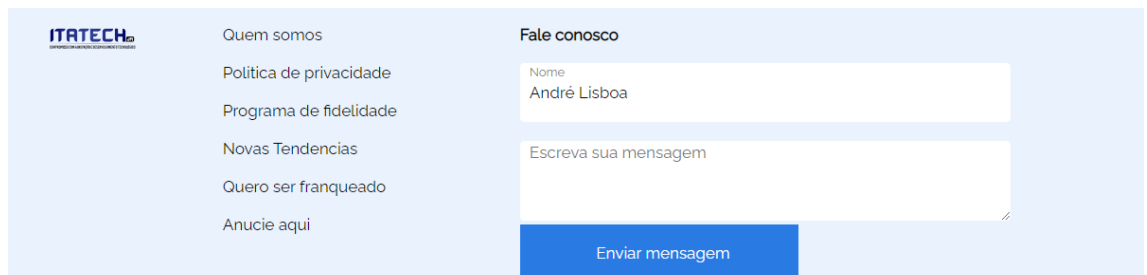 ITATECH
Quem somos
Politica de privacidade
Programa de fidelidade
Novas Tendencias
Quero ser franqueado
Anucie aqui
Fale conosco
Nome
André Lisboa
Escreva sua mensagem
Enviar mensagem